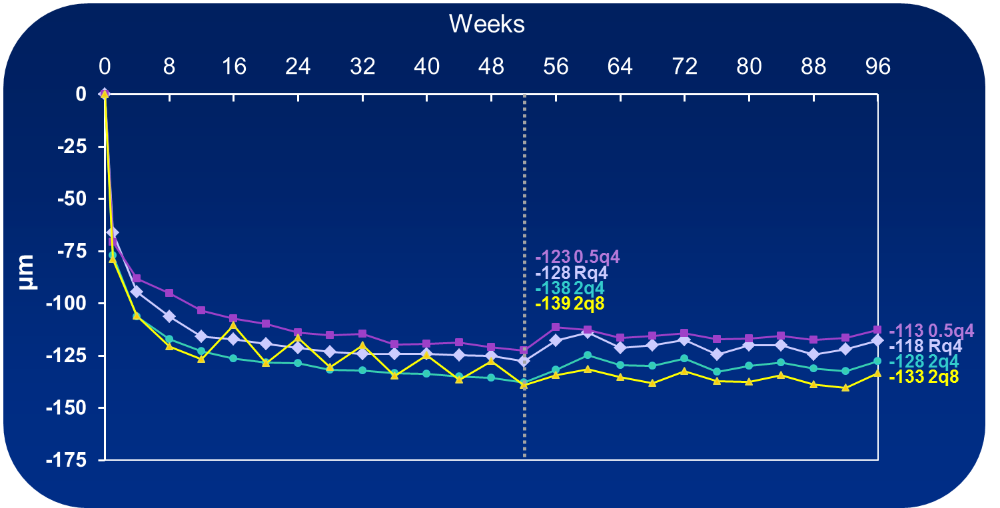 Weeks
0 8 16 24 32 40 48 56 64 72 80 88 96
0
-25
-50
-75
-100
-125
-150
-175
µm
-123 0.5q4
-128 Rq4
-138 2q4
-139 2q8
-113 0.5q4
-118 Rq4
-128 2q4
-133 2q8